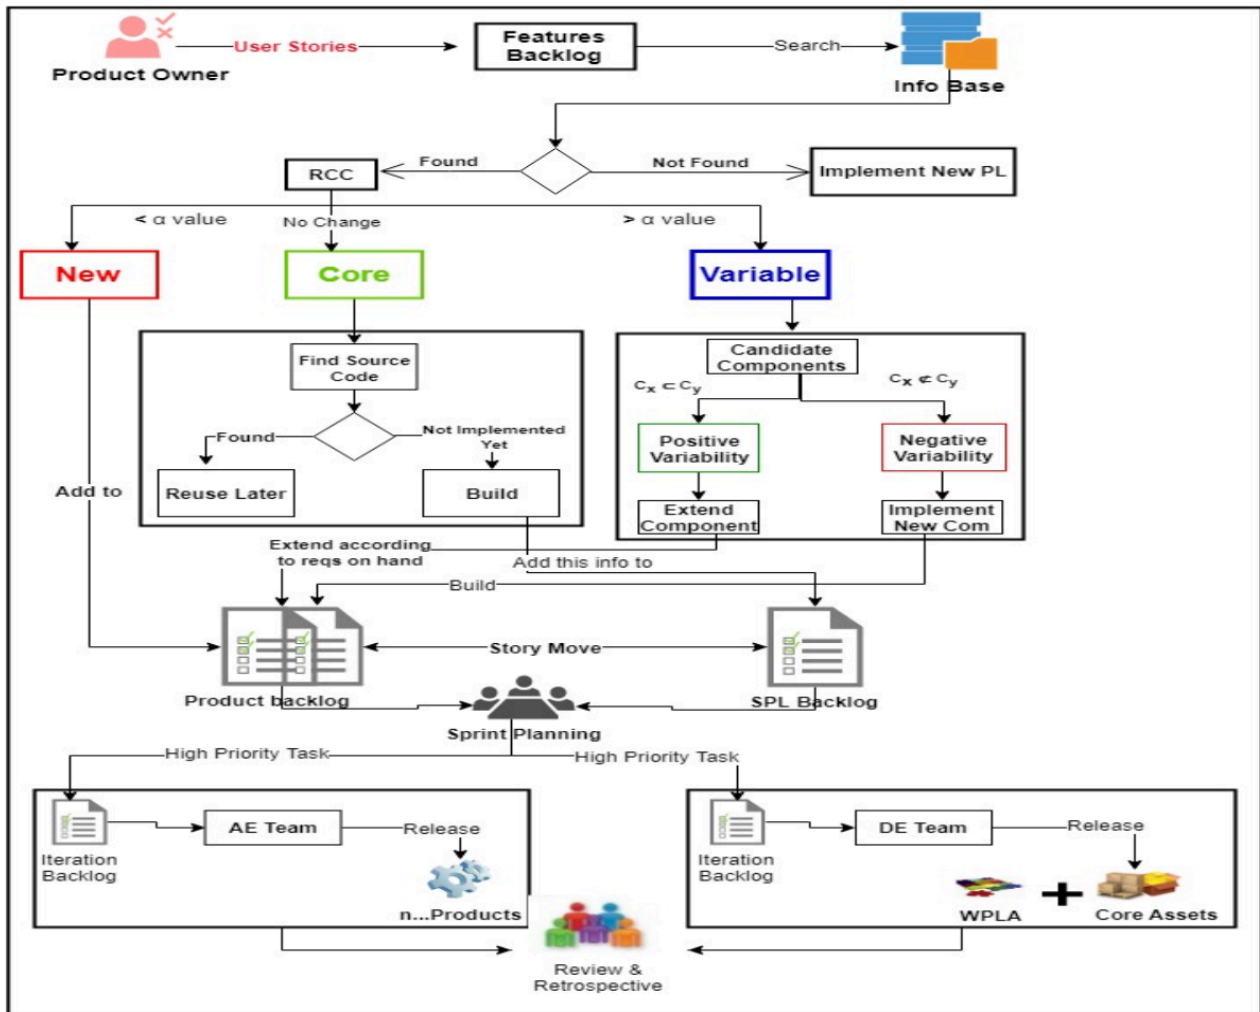 User Stories
Product Owner
Features
Backlog
Search
Info Base
Found
Not Found
RCC
Implement New PL
< α value
No Change
> α value
New
Core
Variable
Find Source
Code
Candidate
Components
Cx ⊂ Cy
Cx ⊄ Cy
Found
Not Implemented
Yet
Positive
Variability
Negative
Variability
Add to
Reuse Later
Build
Extend
Component
Implement
New Com
Extend according
to reqs on hand
Add this info to
Build
Story Move
Product backlog
SPL Backlog
Sprint Planning
High Priority Task
High Priority Task
AE Team
Release
Iteration
Backlog
n...Products
DE Team
Release
Iteration
Backlog
WPLA
+
Core Assets
Review &
Retrospective